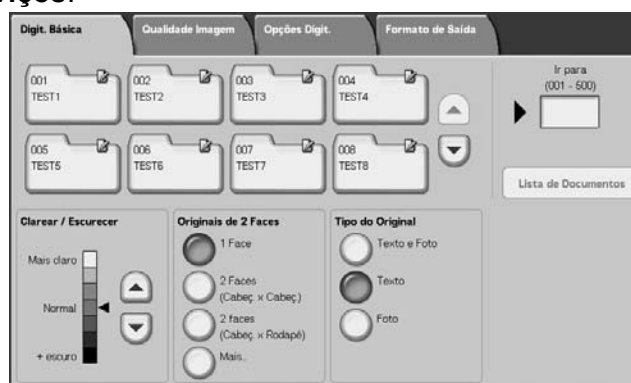 Digit. Básica
Qualidade Imagem
Opções Digit.
Formato de Saída
001
TEST1
002
TEST2
003
TEST3
004
TEST4
Ir para
(001 - 500)
005
TEST5
006
TEST6
007
TEST7
008
TEST8
Lista de Documentos
Clarear / Escurecer
Mais claro
Normal
+ escuro
Originais de 2 Faces
1 Face
2 Faces
(Cabeç. x Cabeç.)
2 faces
(Cabeç. x Rodapé)
Mais..
Tipo do Original
Texto e Foto
Texto
Foto